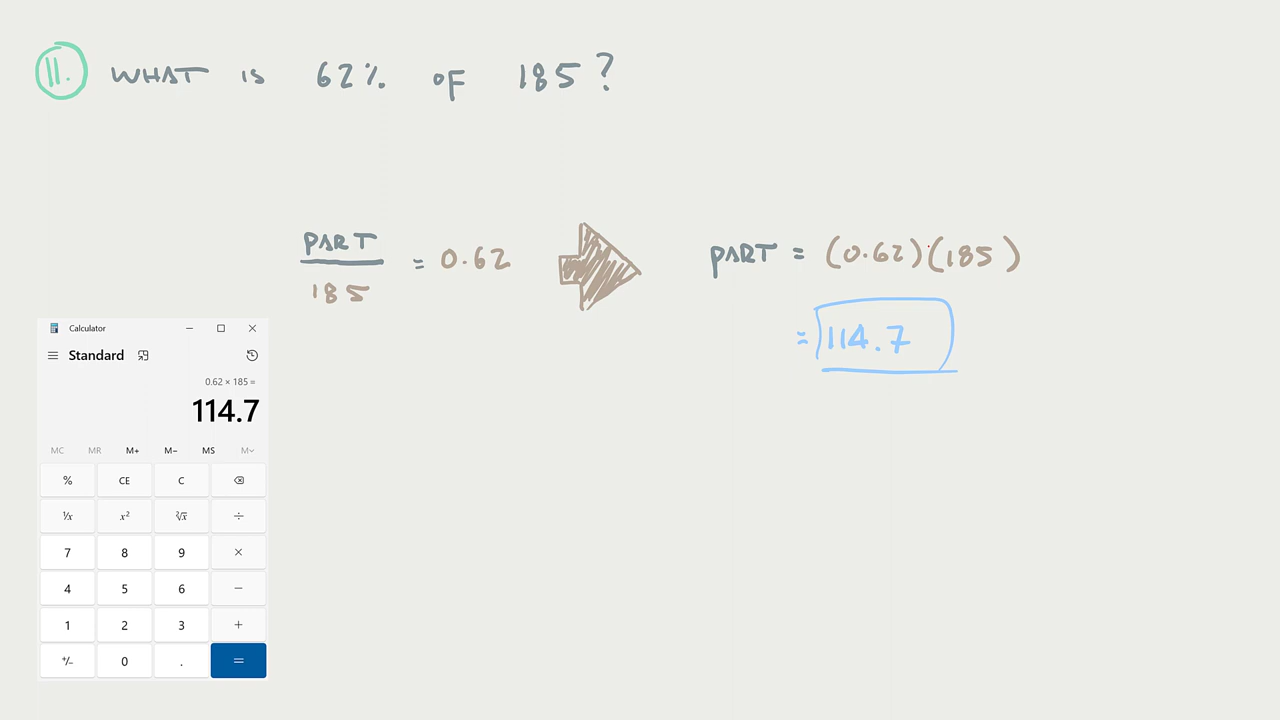 11. WHAT IS 62% OF 185?
PART
185
= 0.62
PART = (0.62)(185)
= 114.7
Calculator
Standard
0.62 × 185 =
114.7
MC MR M+ M− MS M˅
% CE C ⌫
¹/x x² ²√x ÷
7 8 9 ×
4 5 6 −
1 2 3 +
+/− 0 . =